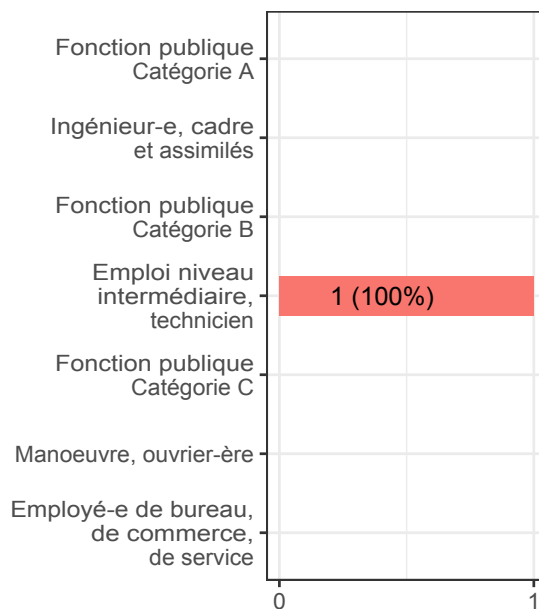 Fonction publique
Catégorie A
Ingénieur-e, cadre
et assimilés
Fonction publique
Catégorie B
Emploi niveau
intermédiaire,
technicien
1 (100%)
Fonction publique
Catégorie C
Manoeuvre, ouvrier-ère
Employé-e de bureau,
de commerce,
de service
0 1